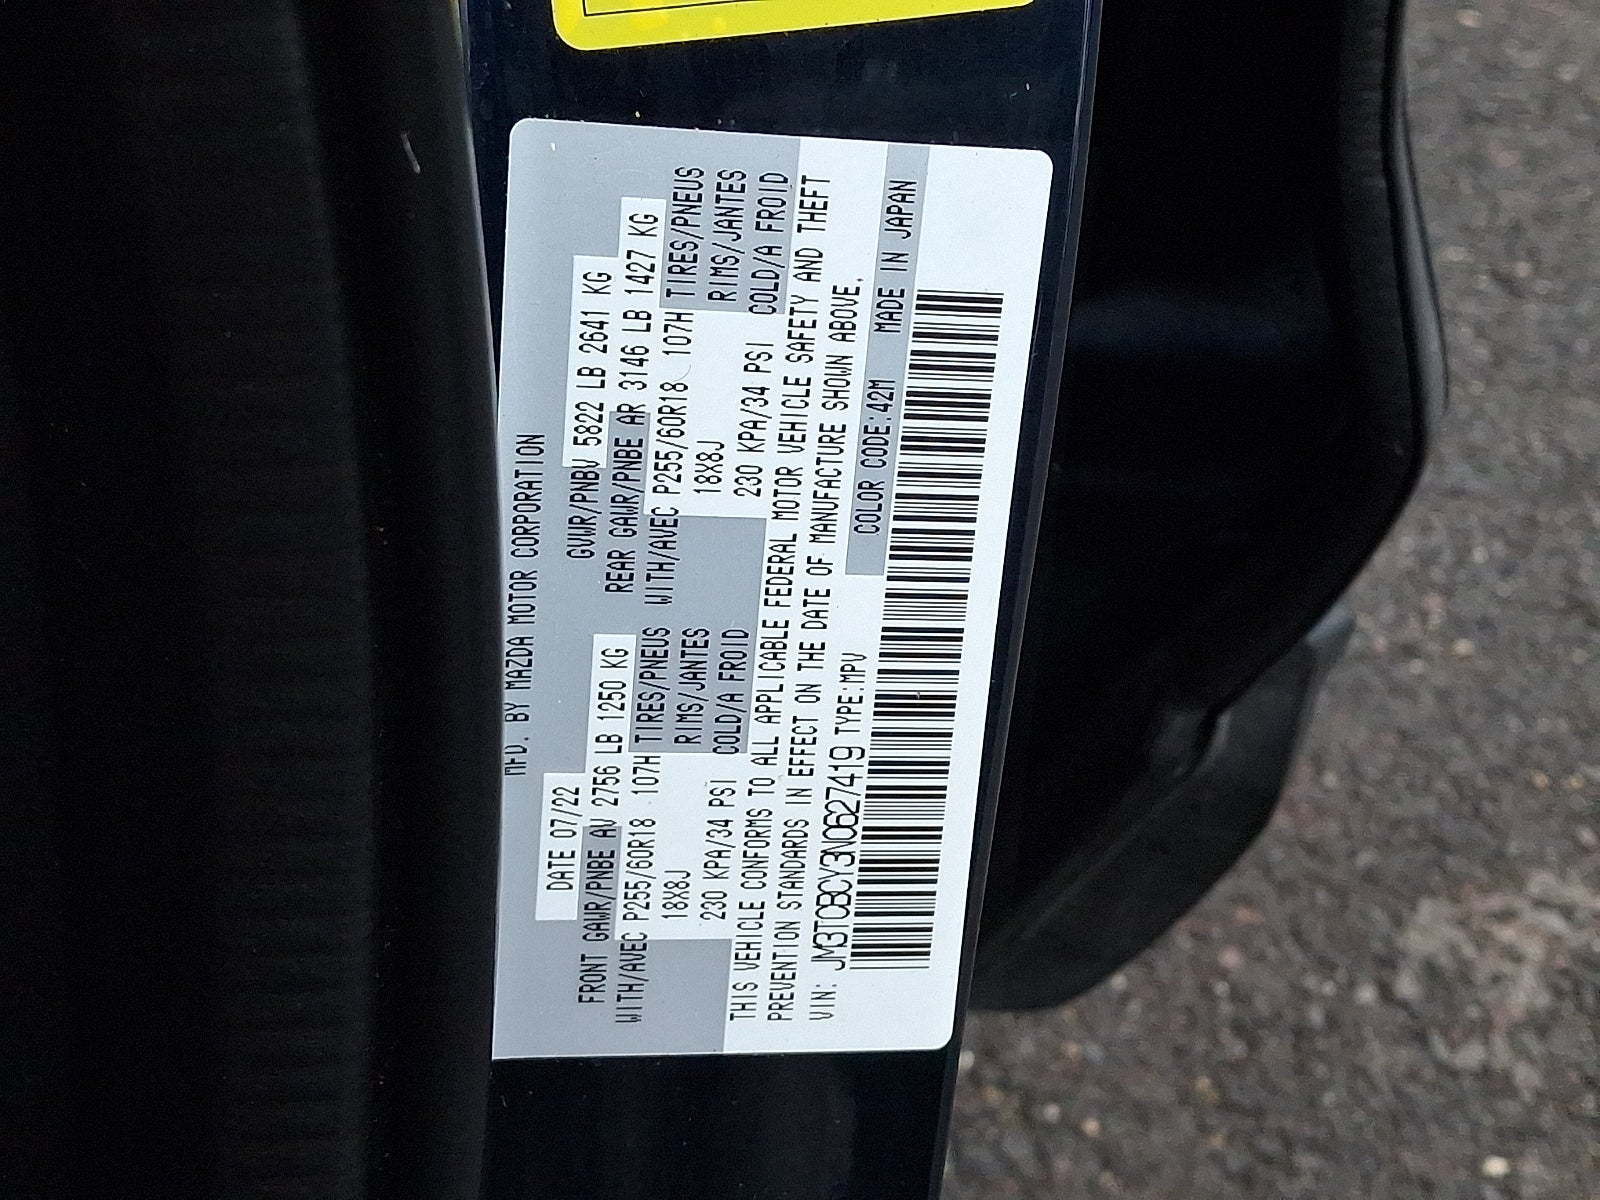 MFD. BY MAZDA MOTOR CORPORATION
DATE 07/22 GVWR/PNBV 5822 LB 2641 KG
FRONT GAWR/PNBE AV 2756 LB 1250 KG REAR GAWR/PNBE AR 3146 LB 1427 KG
WITH/AVEC P255/60R18 107H TIRES/PNEUS WITH/AVEC P255/60R18 107H TIRES/PNEUS
18X8J RIMS/JANTES 18X8J RIMS/JANTES
230 KPA/34 PSI COLD/A FROID 230 KPA/34 PSI COLD/A FROID
THIS VEHICLE CONFORMS TO ALL APPLICABLE FEDERAL MOTOR VEHICLE SAFETY AND THEFT
PREVENTION STANDARDS IN EFFECT ON THE DATE OF MANUFACTURE SHOWN ABOVE.
VIN: JM3TCBCY3N0627419 TYPE:MPV COLOR CODE:42M MADE IN JAPAN